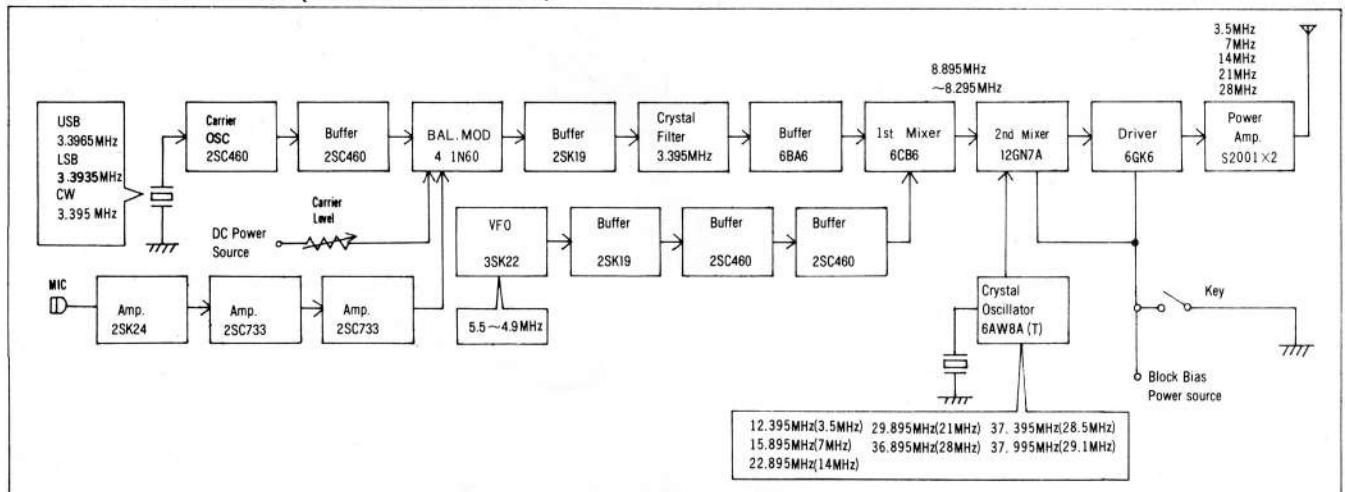 3.5MHz
7MHz
14MHz
21MHz
28MHz
8.895MHz
~8.295MHz
USB
3.3965MHz
LSB
3.3935MHz
CW
3.395 MHz
Carrier
OSC
2SC460
Buffer
2SC460
BAL. MOD
4 1N60
Buffer
2SK19
Crystal
Filter
3.395MHz
Buffer
6BA6
1st Mixer
6CB6
2nd Mixer
12GN7A
Driver
6GK6
Power
Amp.
S2001×2
Carrier
Level
DC Power
Source
VFO
3SK22
Buffer
2SK19
Buffer
2SC460
Buffer
2SC460
MIC
Amp.
2SK24
Amp.
2SC733
Amp.
2SC733
5.5~4.9MHz
Crystal
Oscillator
6AW8A (T)
Key
Block Bias
Power source
12.395MHz(3.5MHz) 29.895MHz(21MHz) 37.395MHz(28.5MHz)
15.895MHz(7MHz) 36.895MHz(28MHz) 37.995MHz(29.1MHz)
22.895MHz(14MHz)